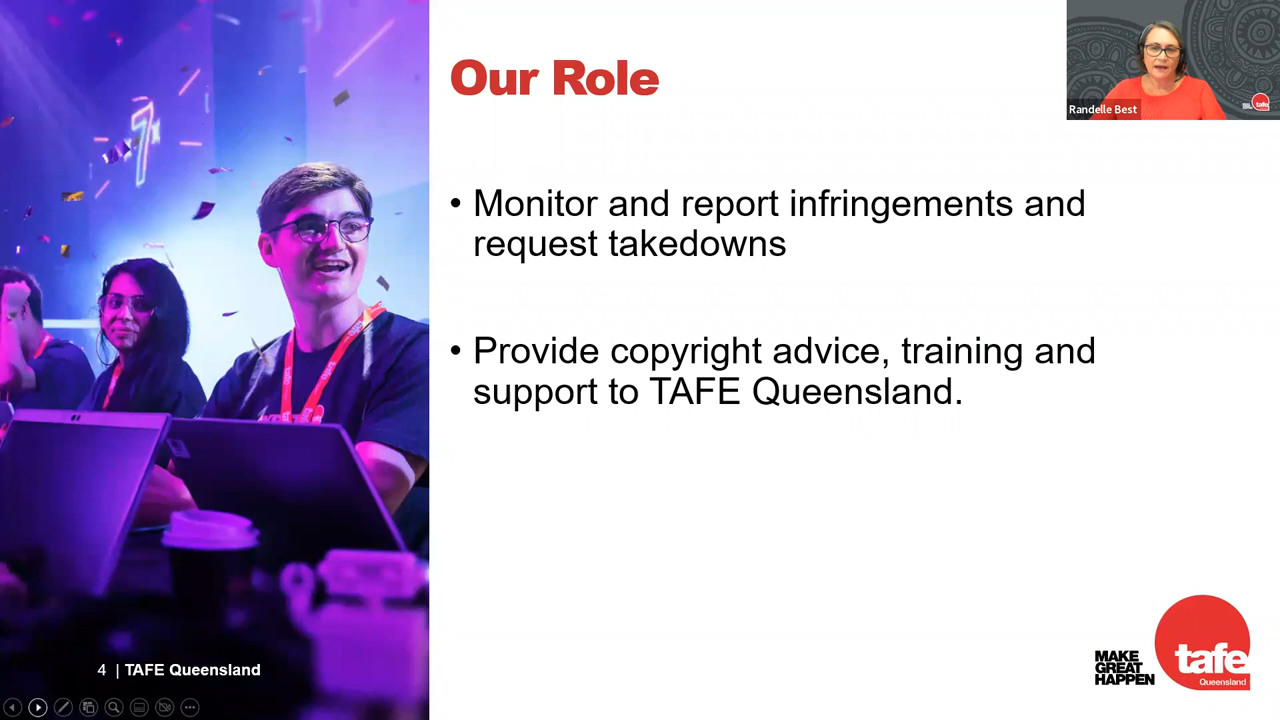 Our Role
Randelle Best
• Monitor and report infringements and
request takedowns
• Provide copyright advice, training and
support to TAFE Queensland.
4 | TAFE Queensland
MAKE
GREAT
HAPPEN
tafe
Queensland